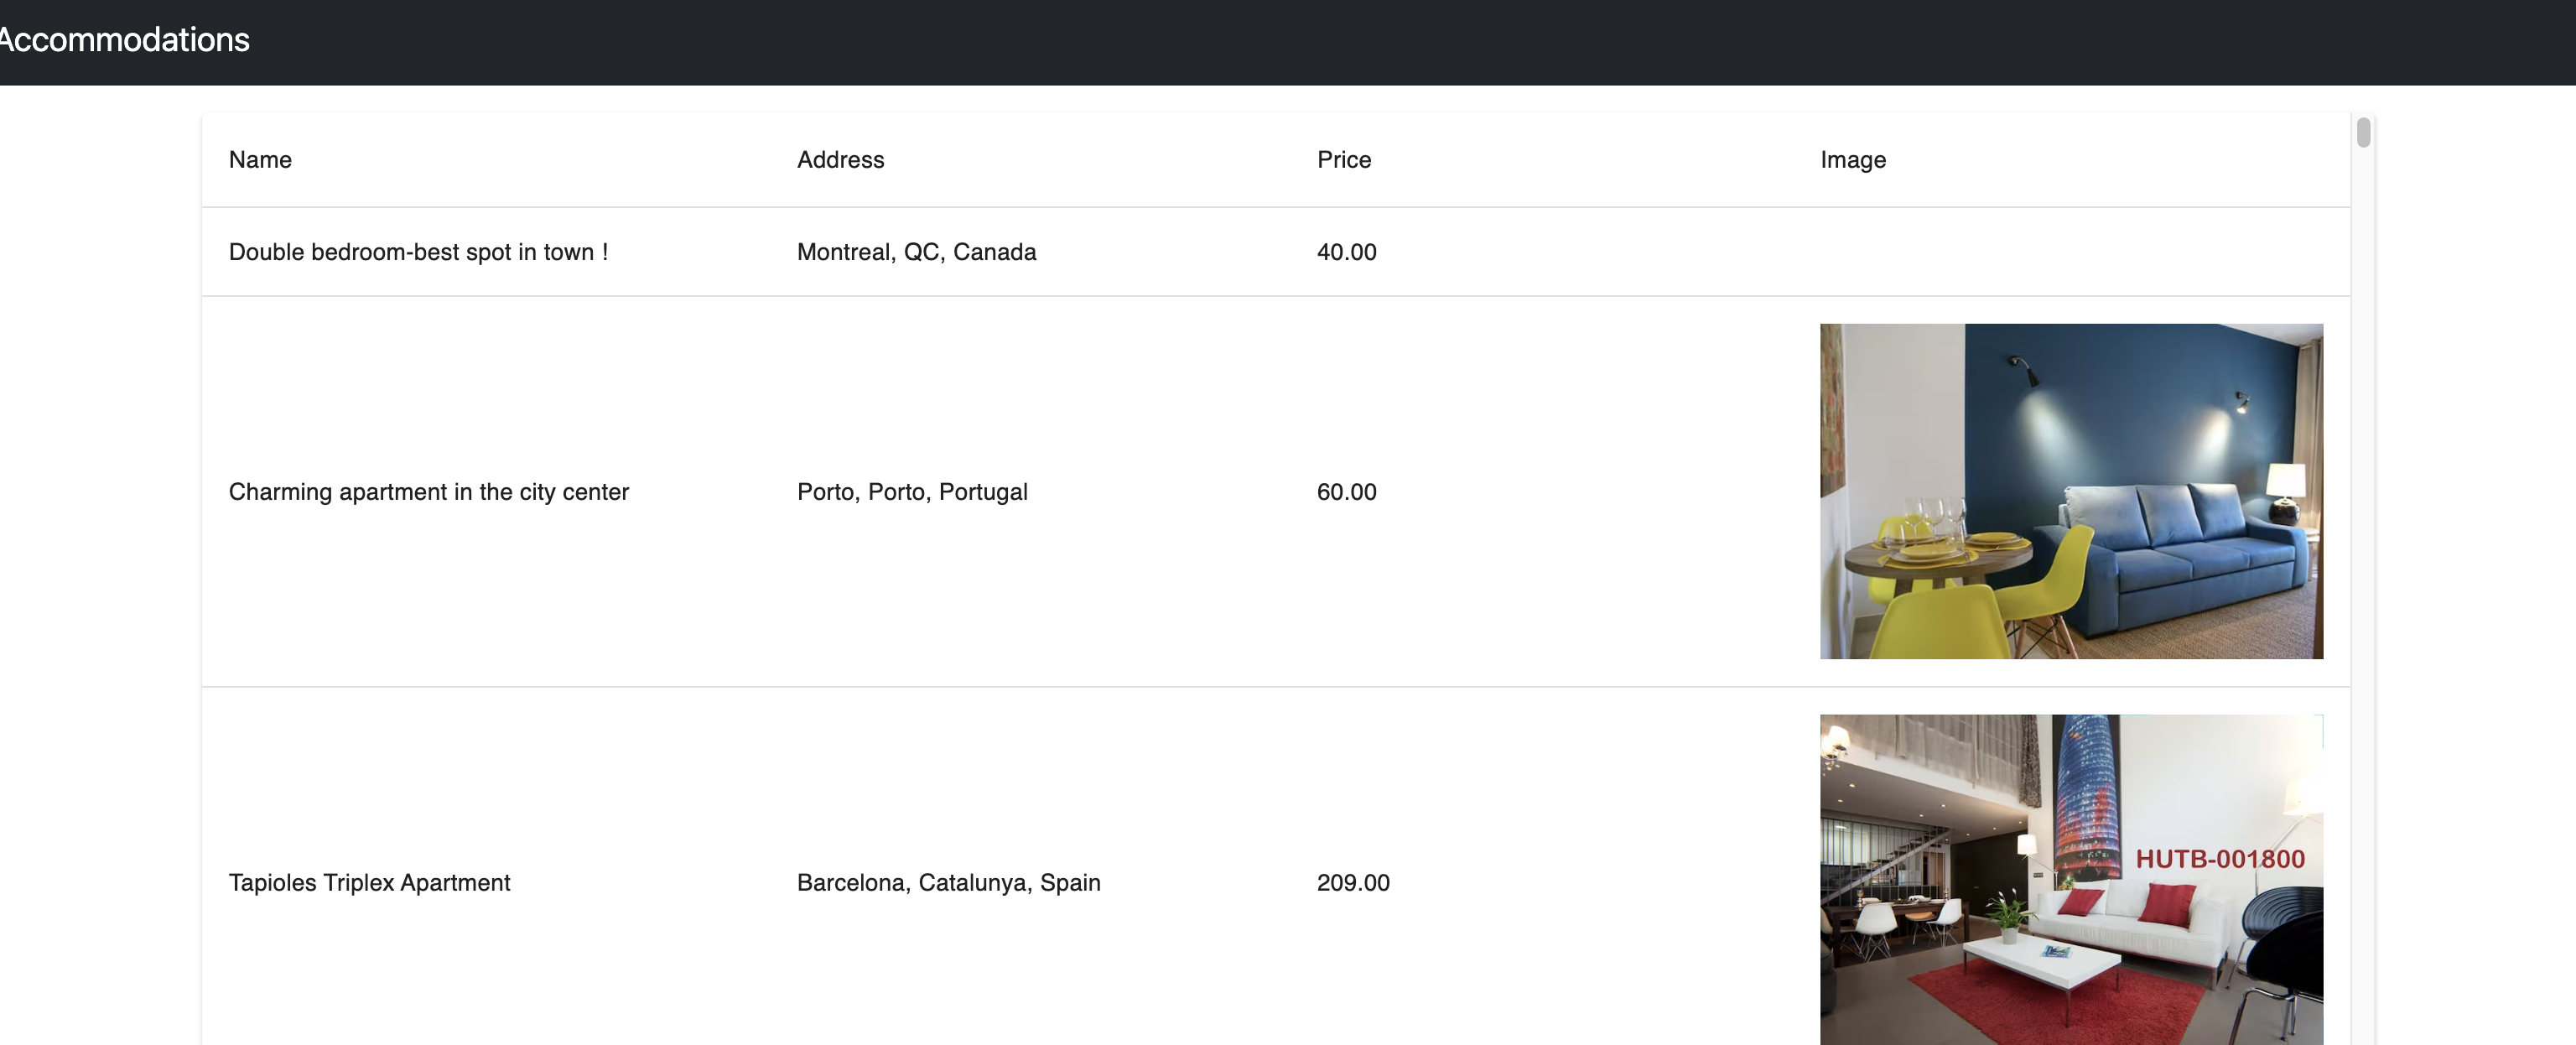 Accommodations
Name Address Price Image
Double bedroom-best spot in town ! Montreal, QC, Canada 40.00
Charming apartment in the city center Porto, Porto, Portugal 60.00
Tapioles Triplex Apartment Barcelona, Catalunya, Spain 209.00
HUTB-001800